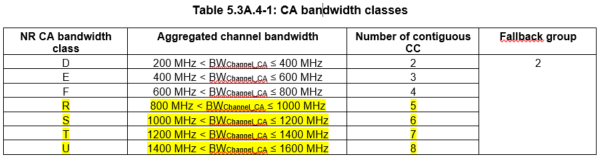 Table 5.3A.4-1: CA bandwidth classes
NR CA bandwidth class Aggregated channel bandwidth Number of contiguous CC Fallback group
D 200 MHz < BWChannel_CA ≤ 400 MHz 2 2
E 400 MHz < BWChannel_CA ≤ 600 MHz 3
F 600 MHz < BWChannel_CA ≤ 800 MHz 4
R 800 MHz < BWChannel_CA ≤ 1000 MHz 5
S 1000 MHz < BWChannel_CA ≤ 1200 MHz 6
T 1200 MHz < BWChannel_CA ≤ 1400 MHz 7
U 1400 MHz < BWChannel_CA ≤ 1600 MHz 8